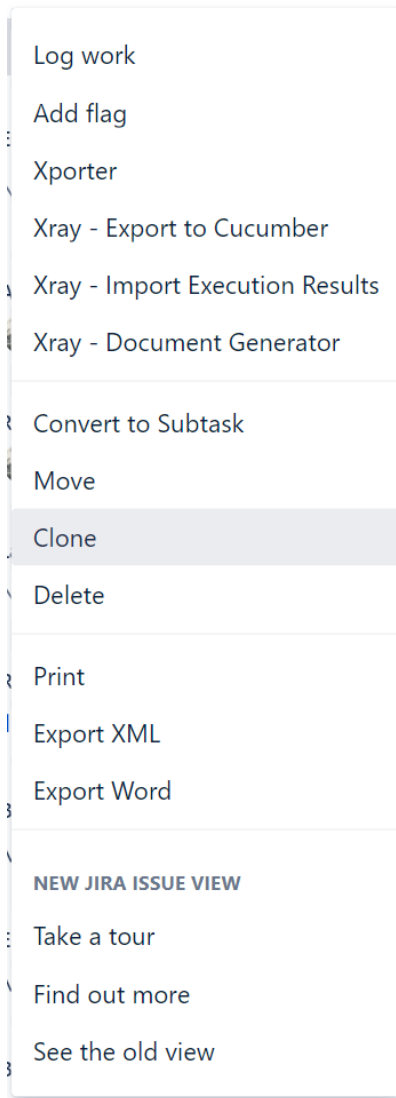 Log work
Add flag
Xporter
Xray - Export to Cucumber
Xray - Import Execution Results
Xray - Document Generator
Convert to Subtask
Move
Clone
Delete
Print
Export XML
Export Word
NEW JIRA ISSUE VIEW
Take a tour
Find out more
See the old view